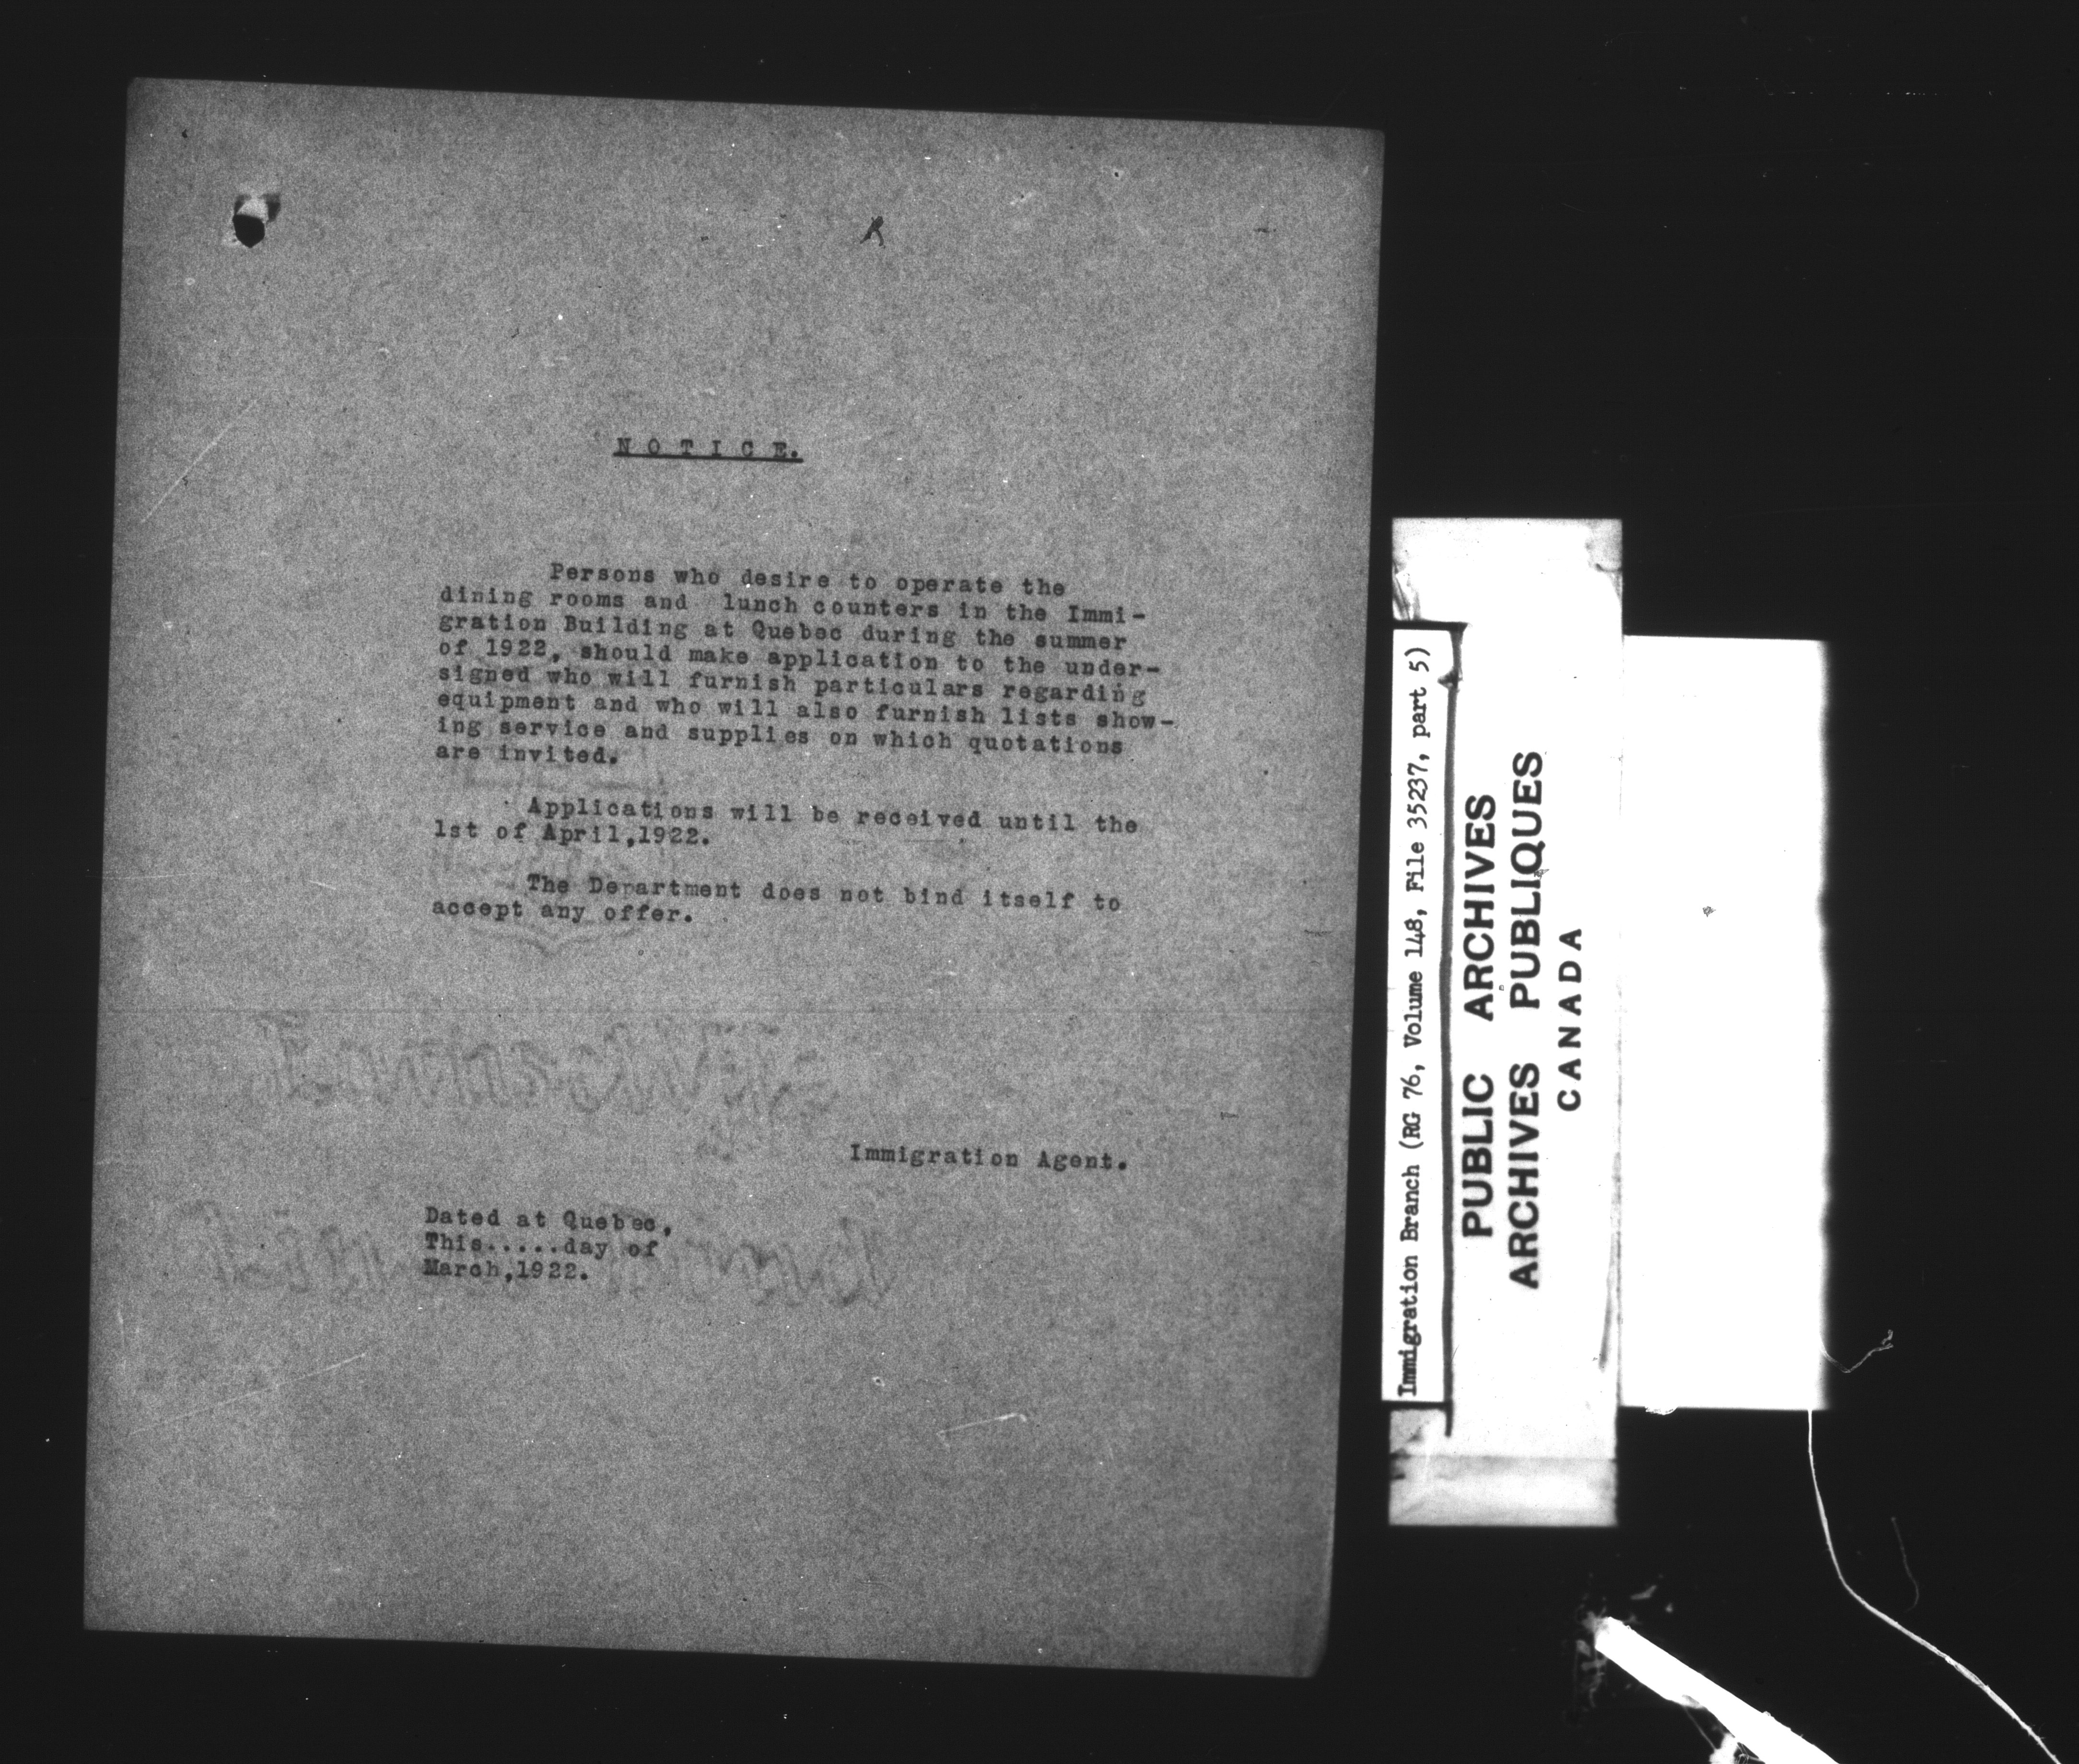 N O T I C E.
Persons who desire to operate the
dining rooms and lunch counters in the Immi-
gration Building at Quebec during the summer
of 1922, should make application to the under-
signed who will furnish particulars regarding
equipment and who will also furnish lists show-
ing service and supplies on which quotations
are invited.
Applications will be received until the
1st of April,1922.
The Department does not bind itself to
accept any offer.
Immigration Agent.
Dated at Quebec,
This.....day of
March,1922.
Immigration Branch (RG 76, Volume 148, File 35237, part 5)
PUBLIC ARCHIVES
ARCHIVES PUBLIQUES
CANADA